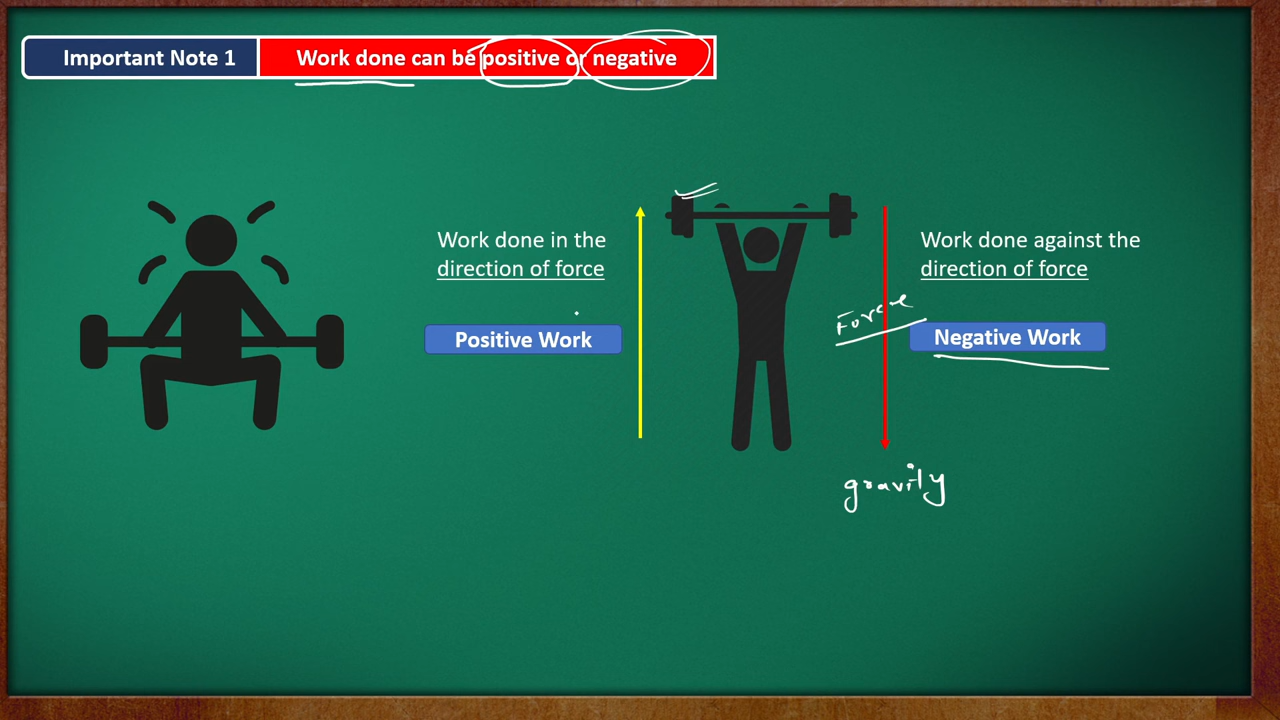 Important Note 1
Work done can be positive or negative
Work done in the
direction of force
Positive Work
Work done against the
direction of force
Force
Negative Work
gravity